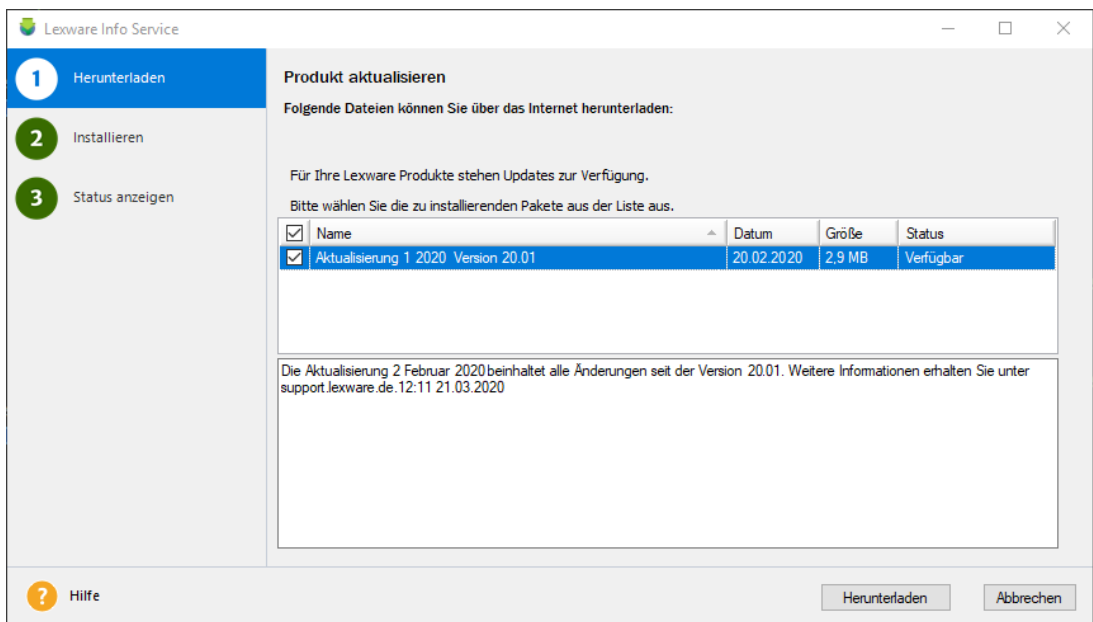 Lexware Info Service
1 Herunterladen
2 Installieren
3 Status anzeigen
Produkt aktualisieren
Folgende Dateien können Sie über das Internet herunterladen:
Für Ihre Lexware Produkte stehen Updates zur Verfügung.
Bitte wählen Sie die zu installierenden Pakete aus der Liste aus.
Name Datum Größe Status
Aktualisierung 1 2020 Version 20.01 20.02.2020 2,9 MB Verfügbar
Die Aktualisierung 2 Februar 2020 beinhaltet alle Änderungen seit der Version 20.01. Weitere Informationen erhalten Sie unter
support.lexware.de.12:11 21.03.2020
? Hilfe
Herunterladen
Abbrechen